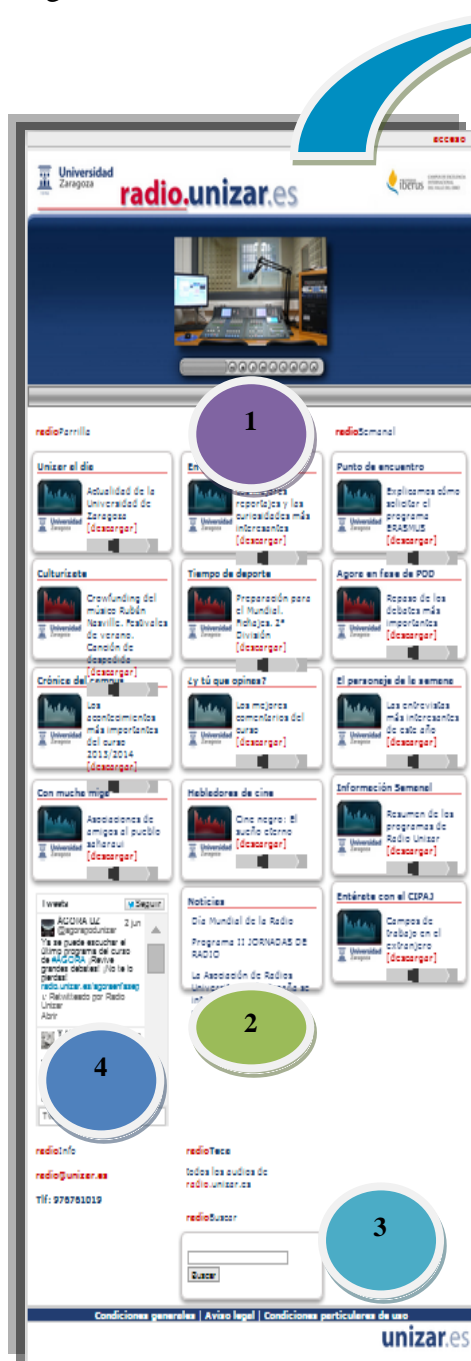 acceso
Universidad
Zaragoza
radio.unizar.es
iberus
1
radioParrilla
radioSemanal
Unizar al día
Actualidad de la
Universidad de
Zaragoza
[descargar]
reportajes y las
curiosidades más
interesantes
[descargar]
Punto de encuentro
Explicamos cómo
solicitar el
programa
ERASMUS
[descargar]
Culturízate
Crowfunding del
músico Rubén
Nasville. Festivales
de verano.
Canción de
despedida
[descargar]
Tiempo de deporte
Preparación para
el Mundial.
Fichajes. 2ª
División
[descargar]
Agora en fase de POD
Repaso de los
debates más
importantes
[descargar]
Crónica del campus
Los
acontecimientos
más importantes
del curso
2013/2014
[descargar]
¿y tú que opinas?
Los mejores
comentarios del
curso
[descargar]
El personaje de la semana
Las entrevistas
más interesantes
de este año
[descargar]
Con mucha miga
Asociaciones de
amigos al pueblo
saharaui
[descargar]
Habladores de cine
Cine negro: El
sueño eterno
[descargar]
Información Semanal
Resumen de los
programas de
Radio Unizar
[descargar]
Tweets
Seguir
ÁGORA UZ
2 jun
@agorapodunizar
Ya se puede escuchar el
último programa del curso
de #ÁGORA ¡Revive
grandes debates! ¡No te lo
pierdas!
Retwitteado por Radio
Unizar
Abrir
4
Noticias
Día Mundial de la Radio
Programa II JORNADAS DE
RADIO
La Asociación de Radios
2
Entérate con el CIPAJ
Campos de
trabajo en el
extranjero
[descargar]
radioInfo
radio@unizar.es
Tlf: 976761019
radioTeca
todos los audios de
radio.unizar.es
radioBuscar
Buscar
3
Condiciones generales | Aviso legal | Condiciones particulares de uso
unizar.es